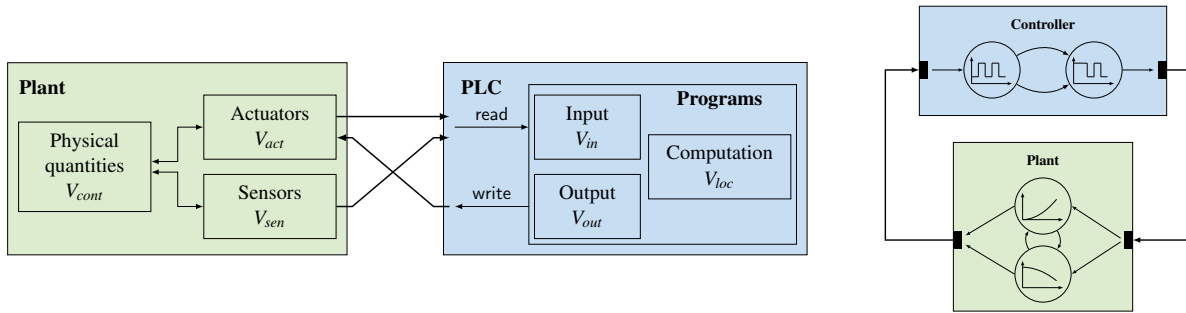 Plant
Physical
quantities
V_cont
Actuators
V_act
Sensors
V_sen
PLC
read
write
Programs
Input
V_in
Output
V_out
Computation
V_loc
Controller
Plant